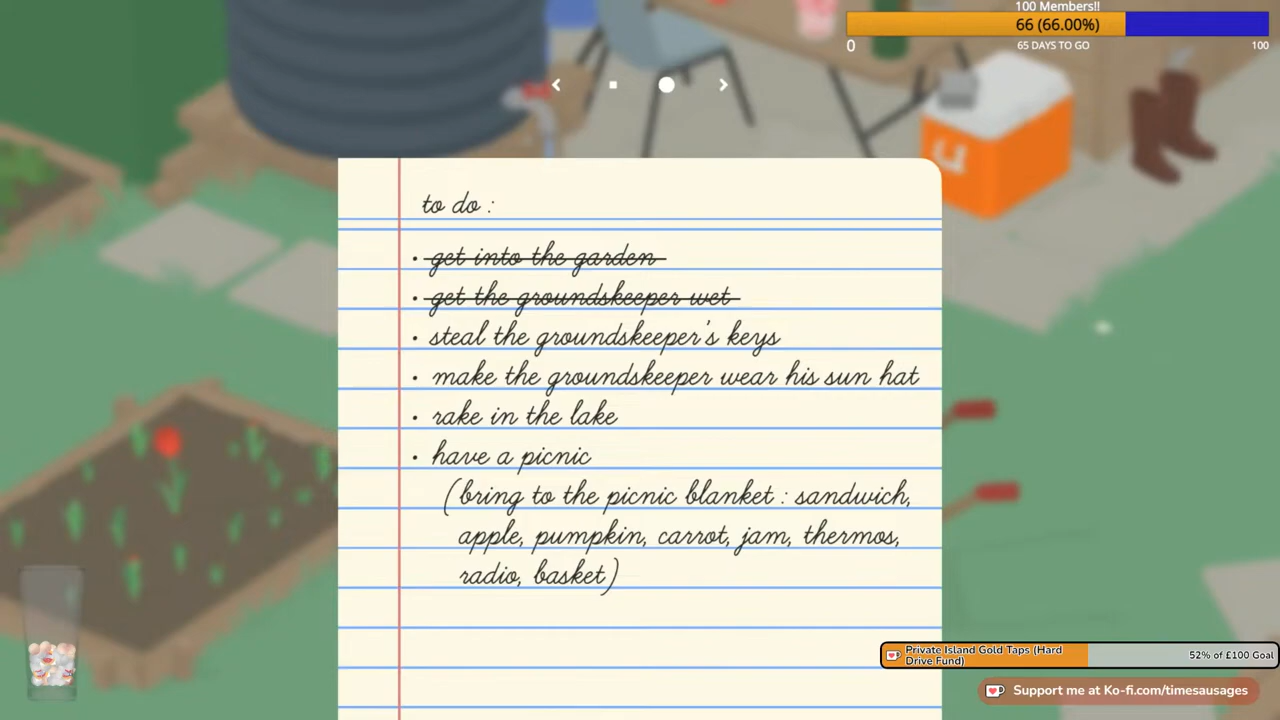 100 Members!!
66 (66.00%)
0
65 DAYS TO GO
100
to do :
• get into the garden
• get the groundskeeper wet
• steal the groundskeeper's keys
• make the groundskeeper wear his sun hat
• rake in the lake
• have a picnic
(bring to the picnic blanket : sandwich,
apple, pumpkin, carrot, jam, thermos,
radio, basket)
Private Island Gold Taps (Hard
Drive Fund)
52% of £100 Goal
Support me at Ko-fi.com/timesausages